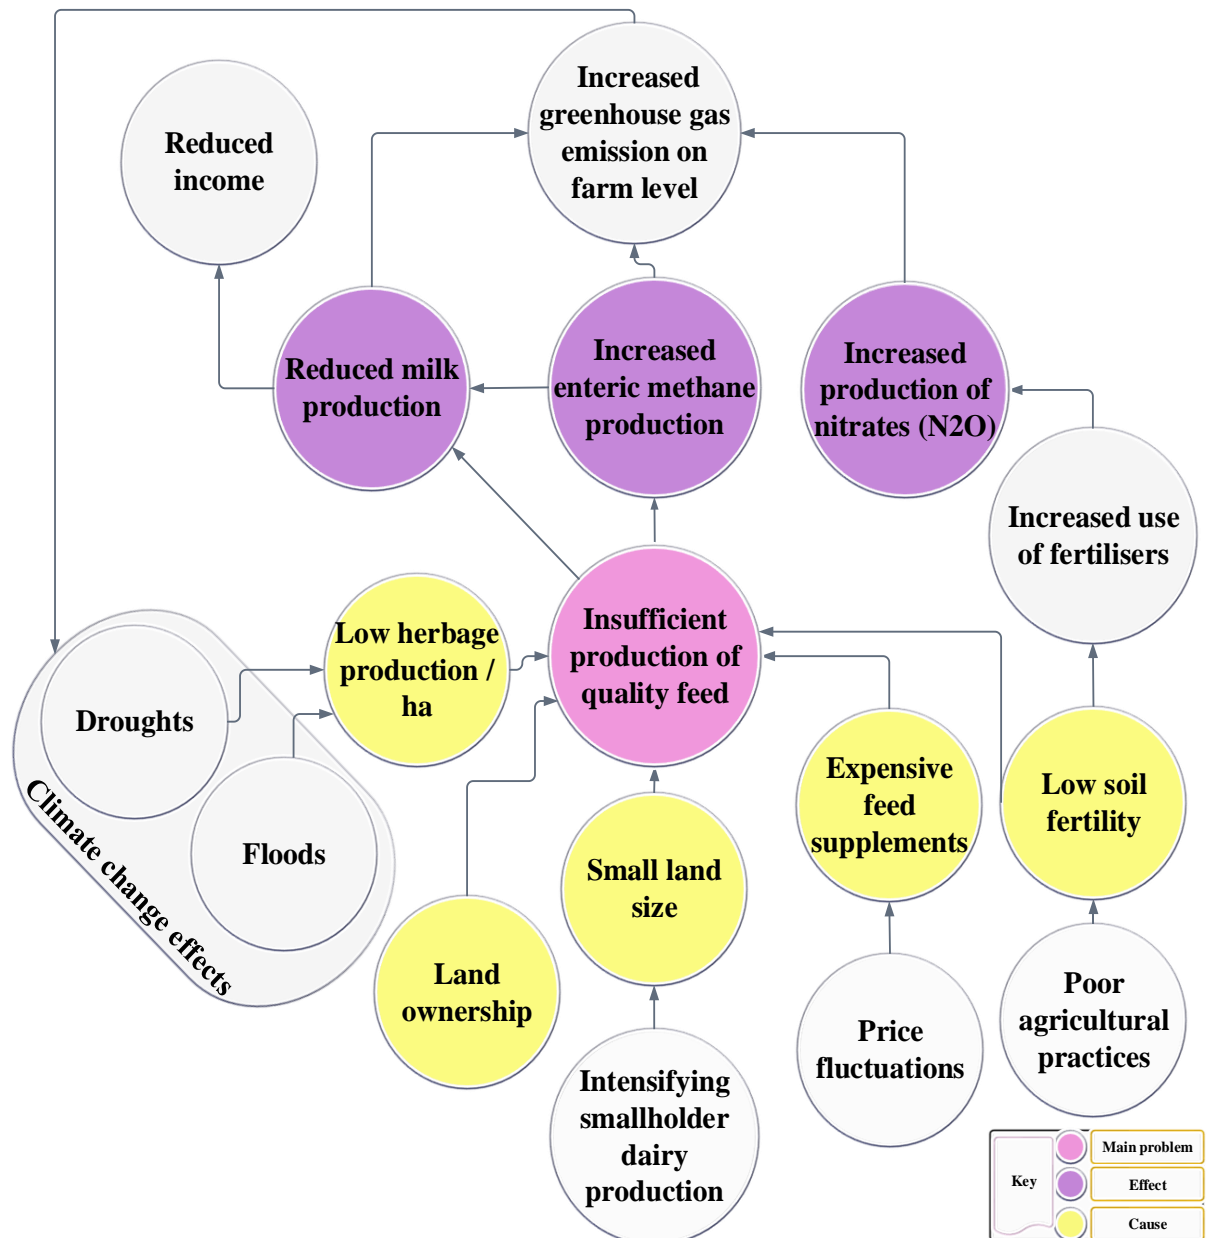 Increased
greenhouse gas
emission on
farm level
Reduced
income
Reduced milk
production
Increased
enteric methane
production
Increased
production of
nitrates (N2O)
Increased use
of fertilisers
Low herbage
production /
ha
Insufficient
production of
quality feed
Droughts
Floods
Climate change effects
Expensive
feed
supplements
Low soil
fertility
Small land
size
Land
ownership
Price
fluctuations
Poor
agricultural
practices
Intensifying
smallholder
dairy
production
Key
Main problem
Effect
Cause